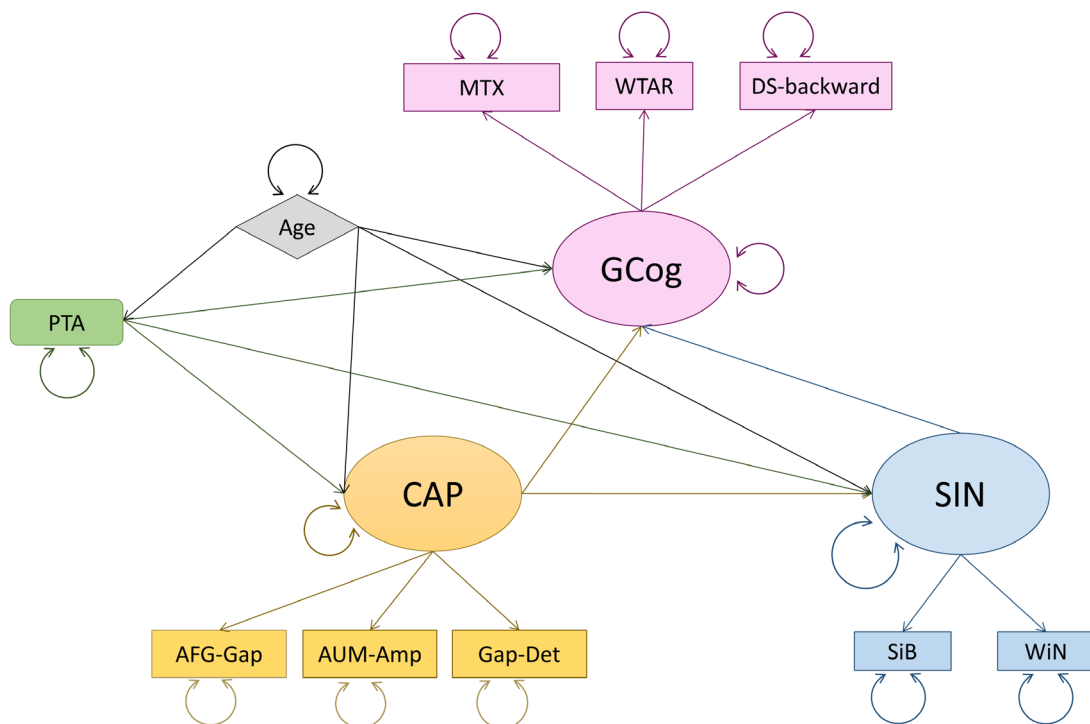 MTX
WTAR
DS-backward
Age
GCog
PTA
CAP
SIN
AFG-Gap
AUM-Amp
Gap-Det
SiB
WiN